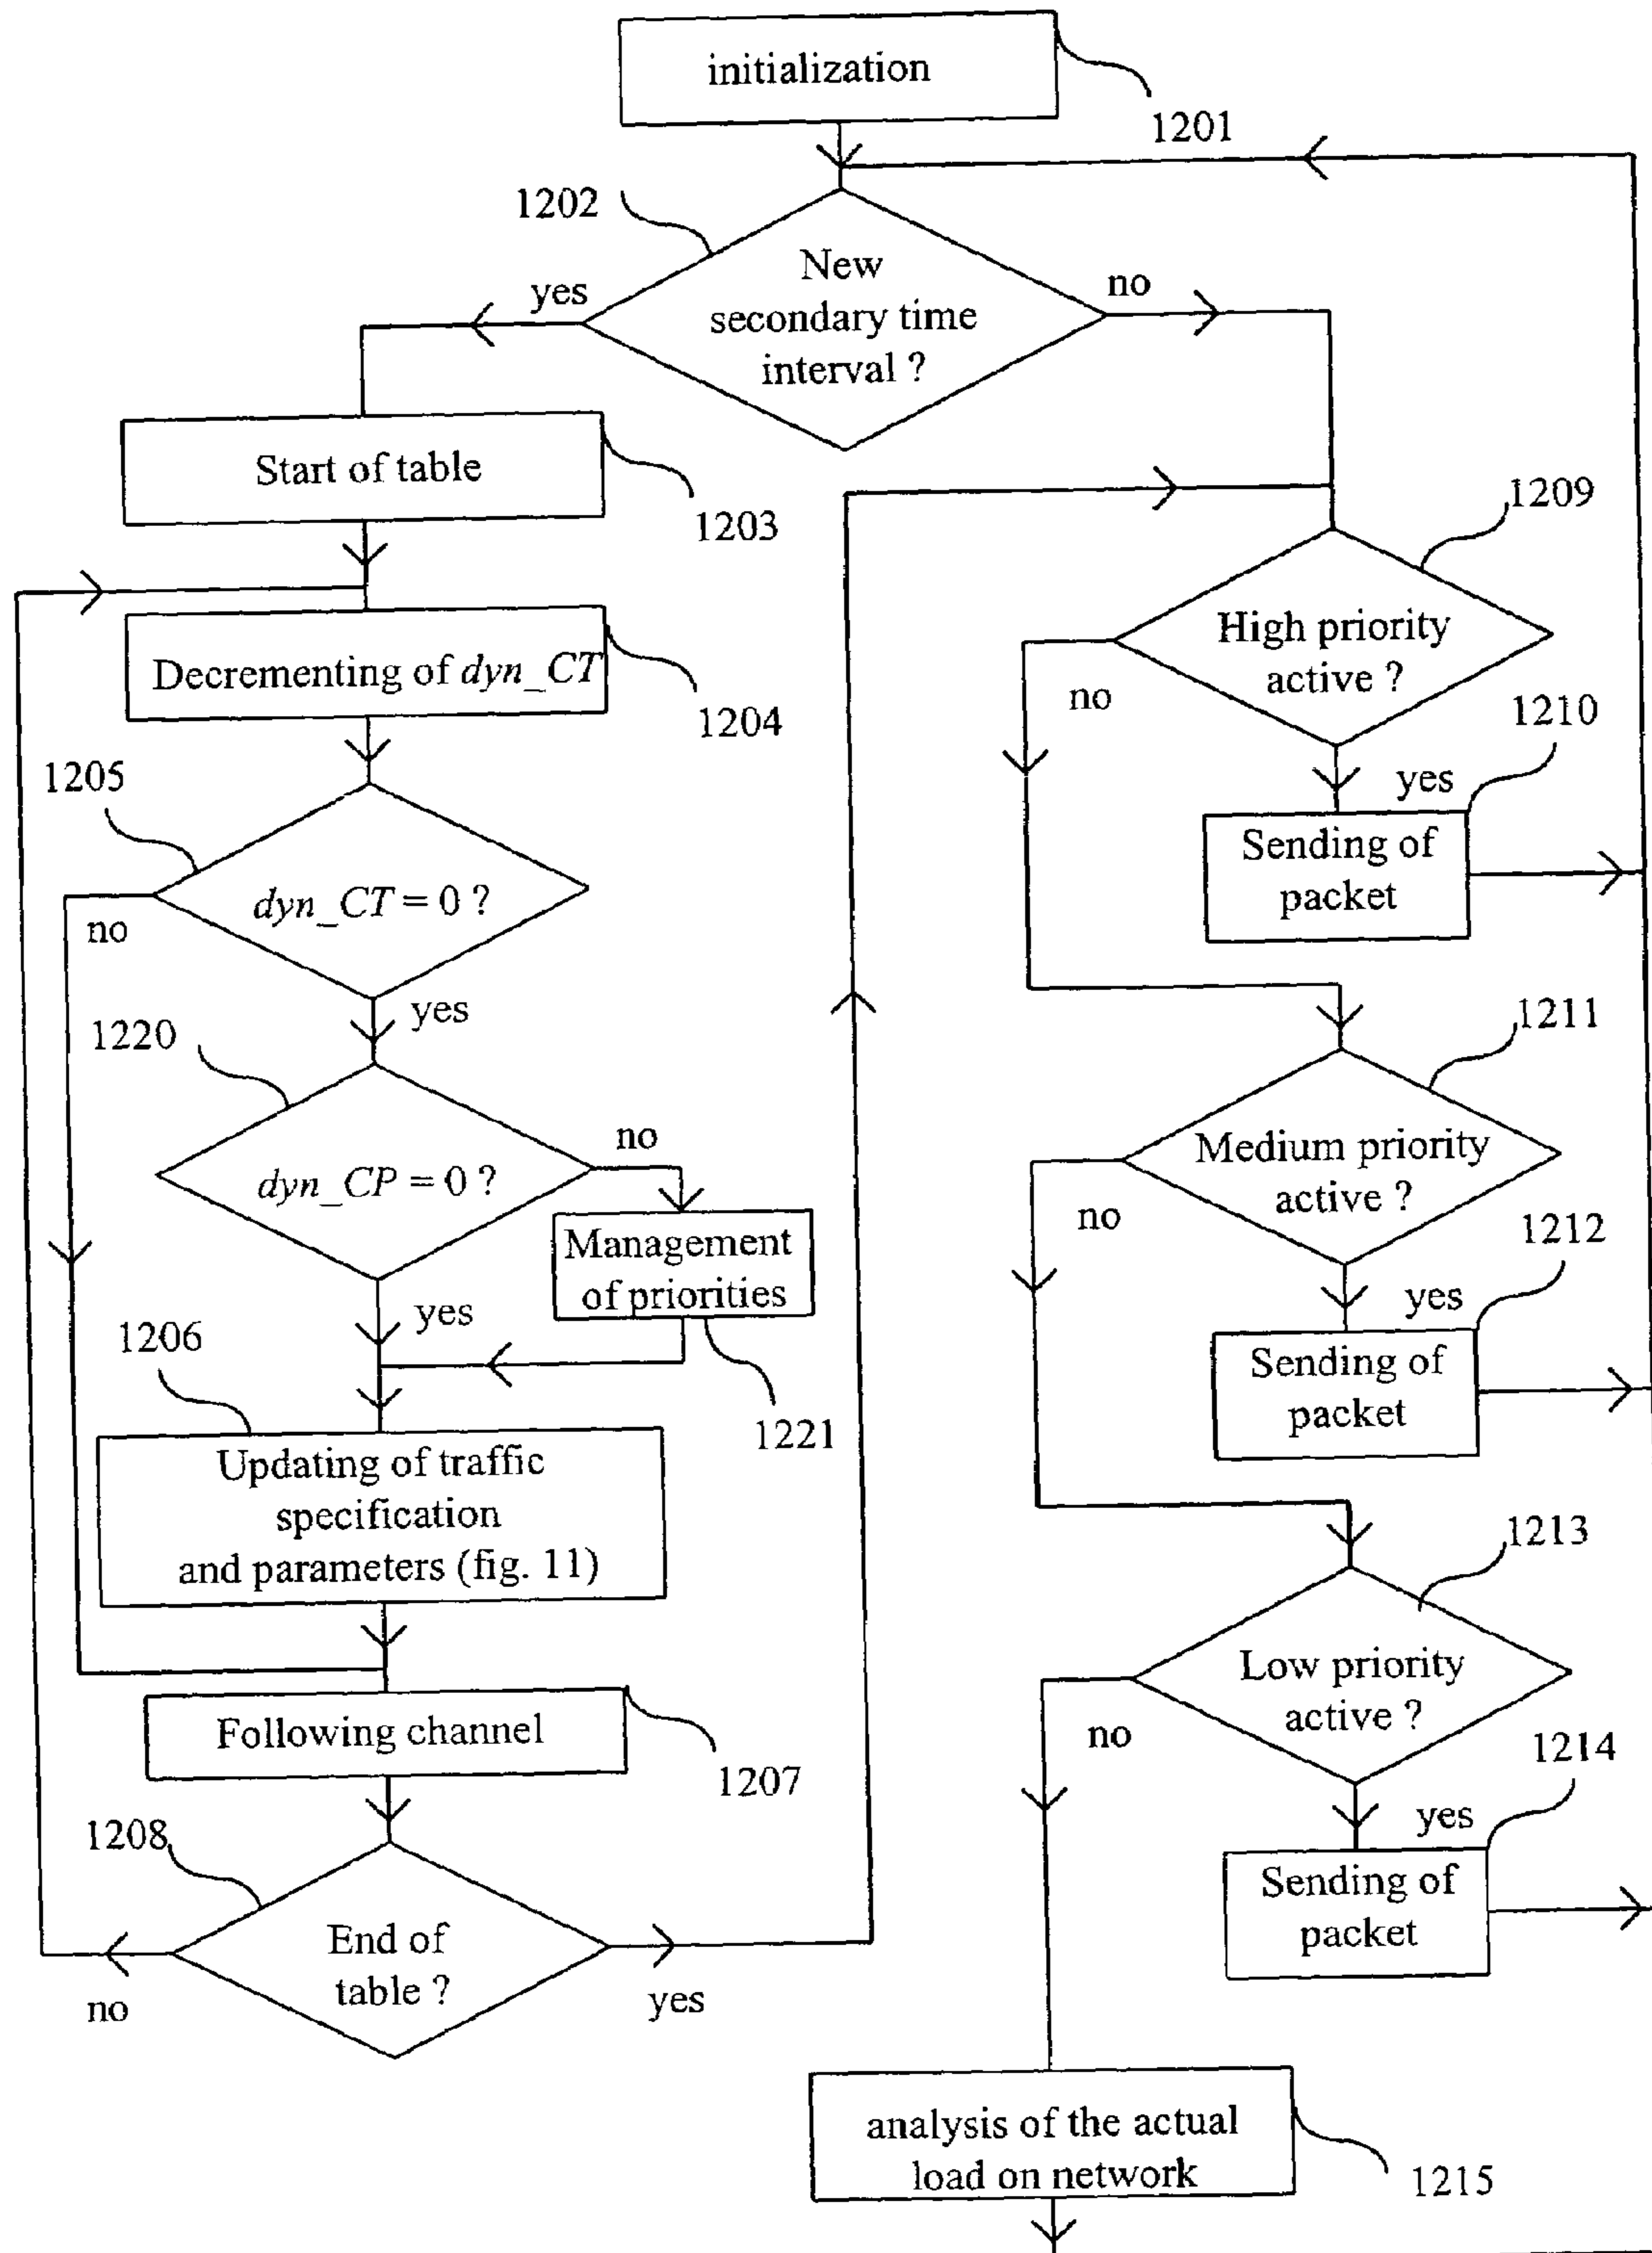 initialization
1201
1202
New
secondary time
interval ?
yes
no
Start of table
1203
Decrementing of dyn_CT
1204
1205
dyn_CT = 0 ?
no
yes
1220
dyn_CP = 0 ?
no
Management
of priorities
1221
yes
1206
Updating of traffic
specification
and parameters (fig. 11)
Following channel
1207
1208
End of
table ?
no
yes
1209
High priority
active ?
no
1210
yes
Sending of
packet
1211
Medium priority
active ?
no
1212
yes
Sending of
packet
1213
Low priority
active ?
no
1214
yes
Sending of
packet
analysis of the actual
load on network
1215